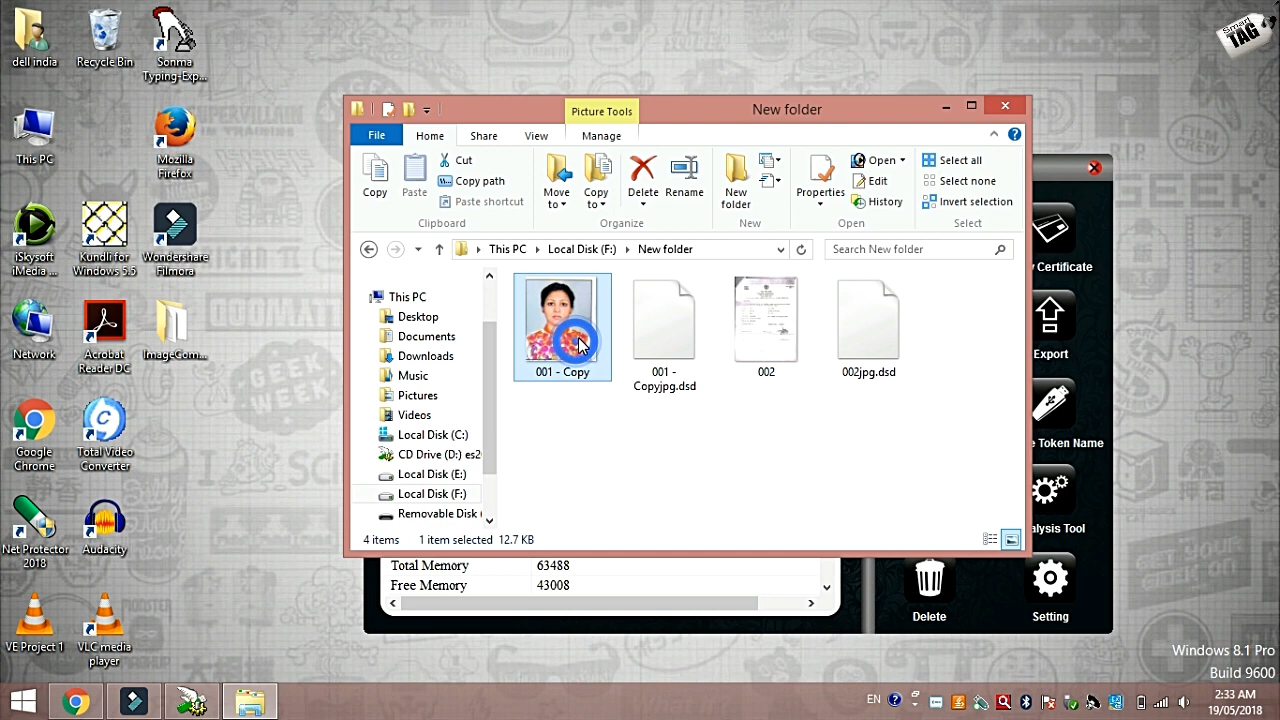 dell india
Recycle Bin
Sonma
Typing-Exp...
Smart
TAG
This PC
Mozilla
Firefox
iSkysoft
iMedia ...
Kundli for
Windows 5.5
Wondershare
Filmora
Network
Acrobat
Reader DC
ImageCom...
Google
Chrome
Total Video
Converter
Net Protector
2018
Audacity
VE Project 1
VLC media
player
Picture Tools
New folder
File
Home
Share
View
Manage
Copy
Paste
Cut
Copy path
Paste shortcut
Clipboard
Move
to
Copy
to
Delete
Rename
Organize
New
folder
New
Properties
Open
Edit
History
Open
Select all
Select none
Invert selection
Select
This PC
Local Disk (F:)
New folder
Search New folder
This PC
Desktop
Documents
Downloads
Music
Pictures
Videos
Local Disk (C:)
CD Drive (D:) es2
Local Disk (E:)
Local Disk (F:)
Removable Disk (
001 - Copy
001 -
Copyjpg.dsd
002
002jpg.dsd
4 items
1 item selected 12.7 KB
Certificate
Export
Token Name
alysis Tool
Total Memory 63488
Free Memory 43008
Delete
Setting
Windows 8.1 Pro
Build 9600
EN
2:33 AM
19/05/2018